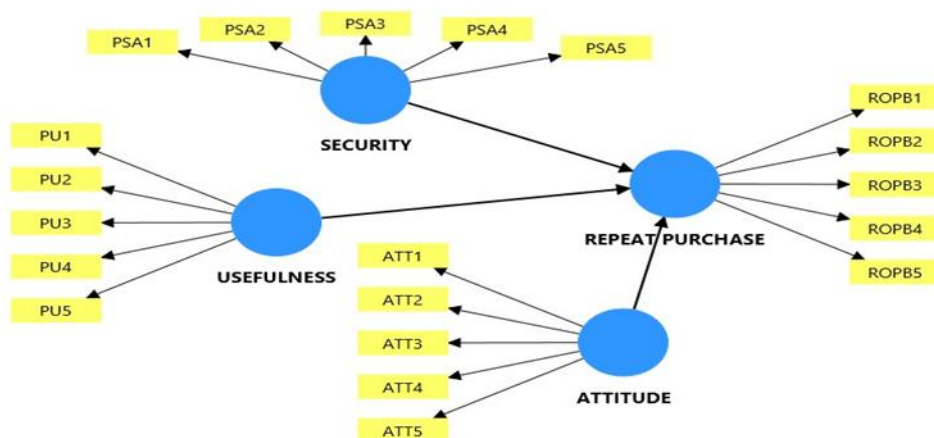 PSA1
PSA2
PSA3
PSA4
PSA5
SECURITY
PU1
PU2
PU3
PU4
PU5
USEFULNESS
ROPB1
ROPB2
ROPB3
ROPB4
ROPB5
REPEAT PURCHASE
ATT1
ATT2
ATT3
ATT4
ATT5
ATTITUDE